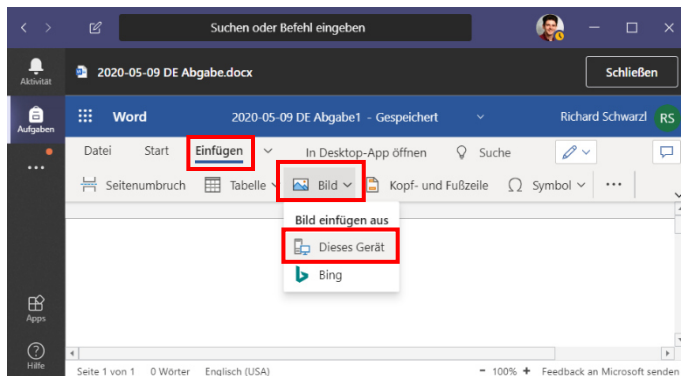 Suchen oder Befehl eingeben
Aktivität
2020-05-09 DE Abgabe.docx
Schließen
Aufgaben
Word
2020-05-09 DE Abgabe1 - Gespeichert
Richard Schwarzl
RS
Datei Start Einfügen In Desktop-App öffnen Suche
Seitenumbruch Tabelle Bild Kopf- und Fußzeile Ω Symbol
Bild einfügen aus
Dieses Gerät
Bing
Apps
Hilfe
Seite 1 von 1 0 Wörter Englisch (USA) - 100% + Feedback an Microsoft senden